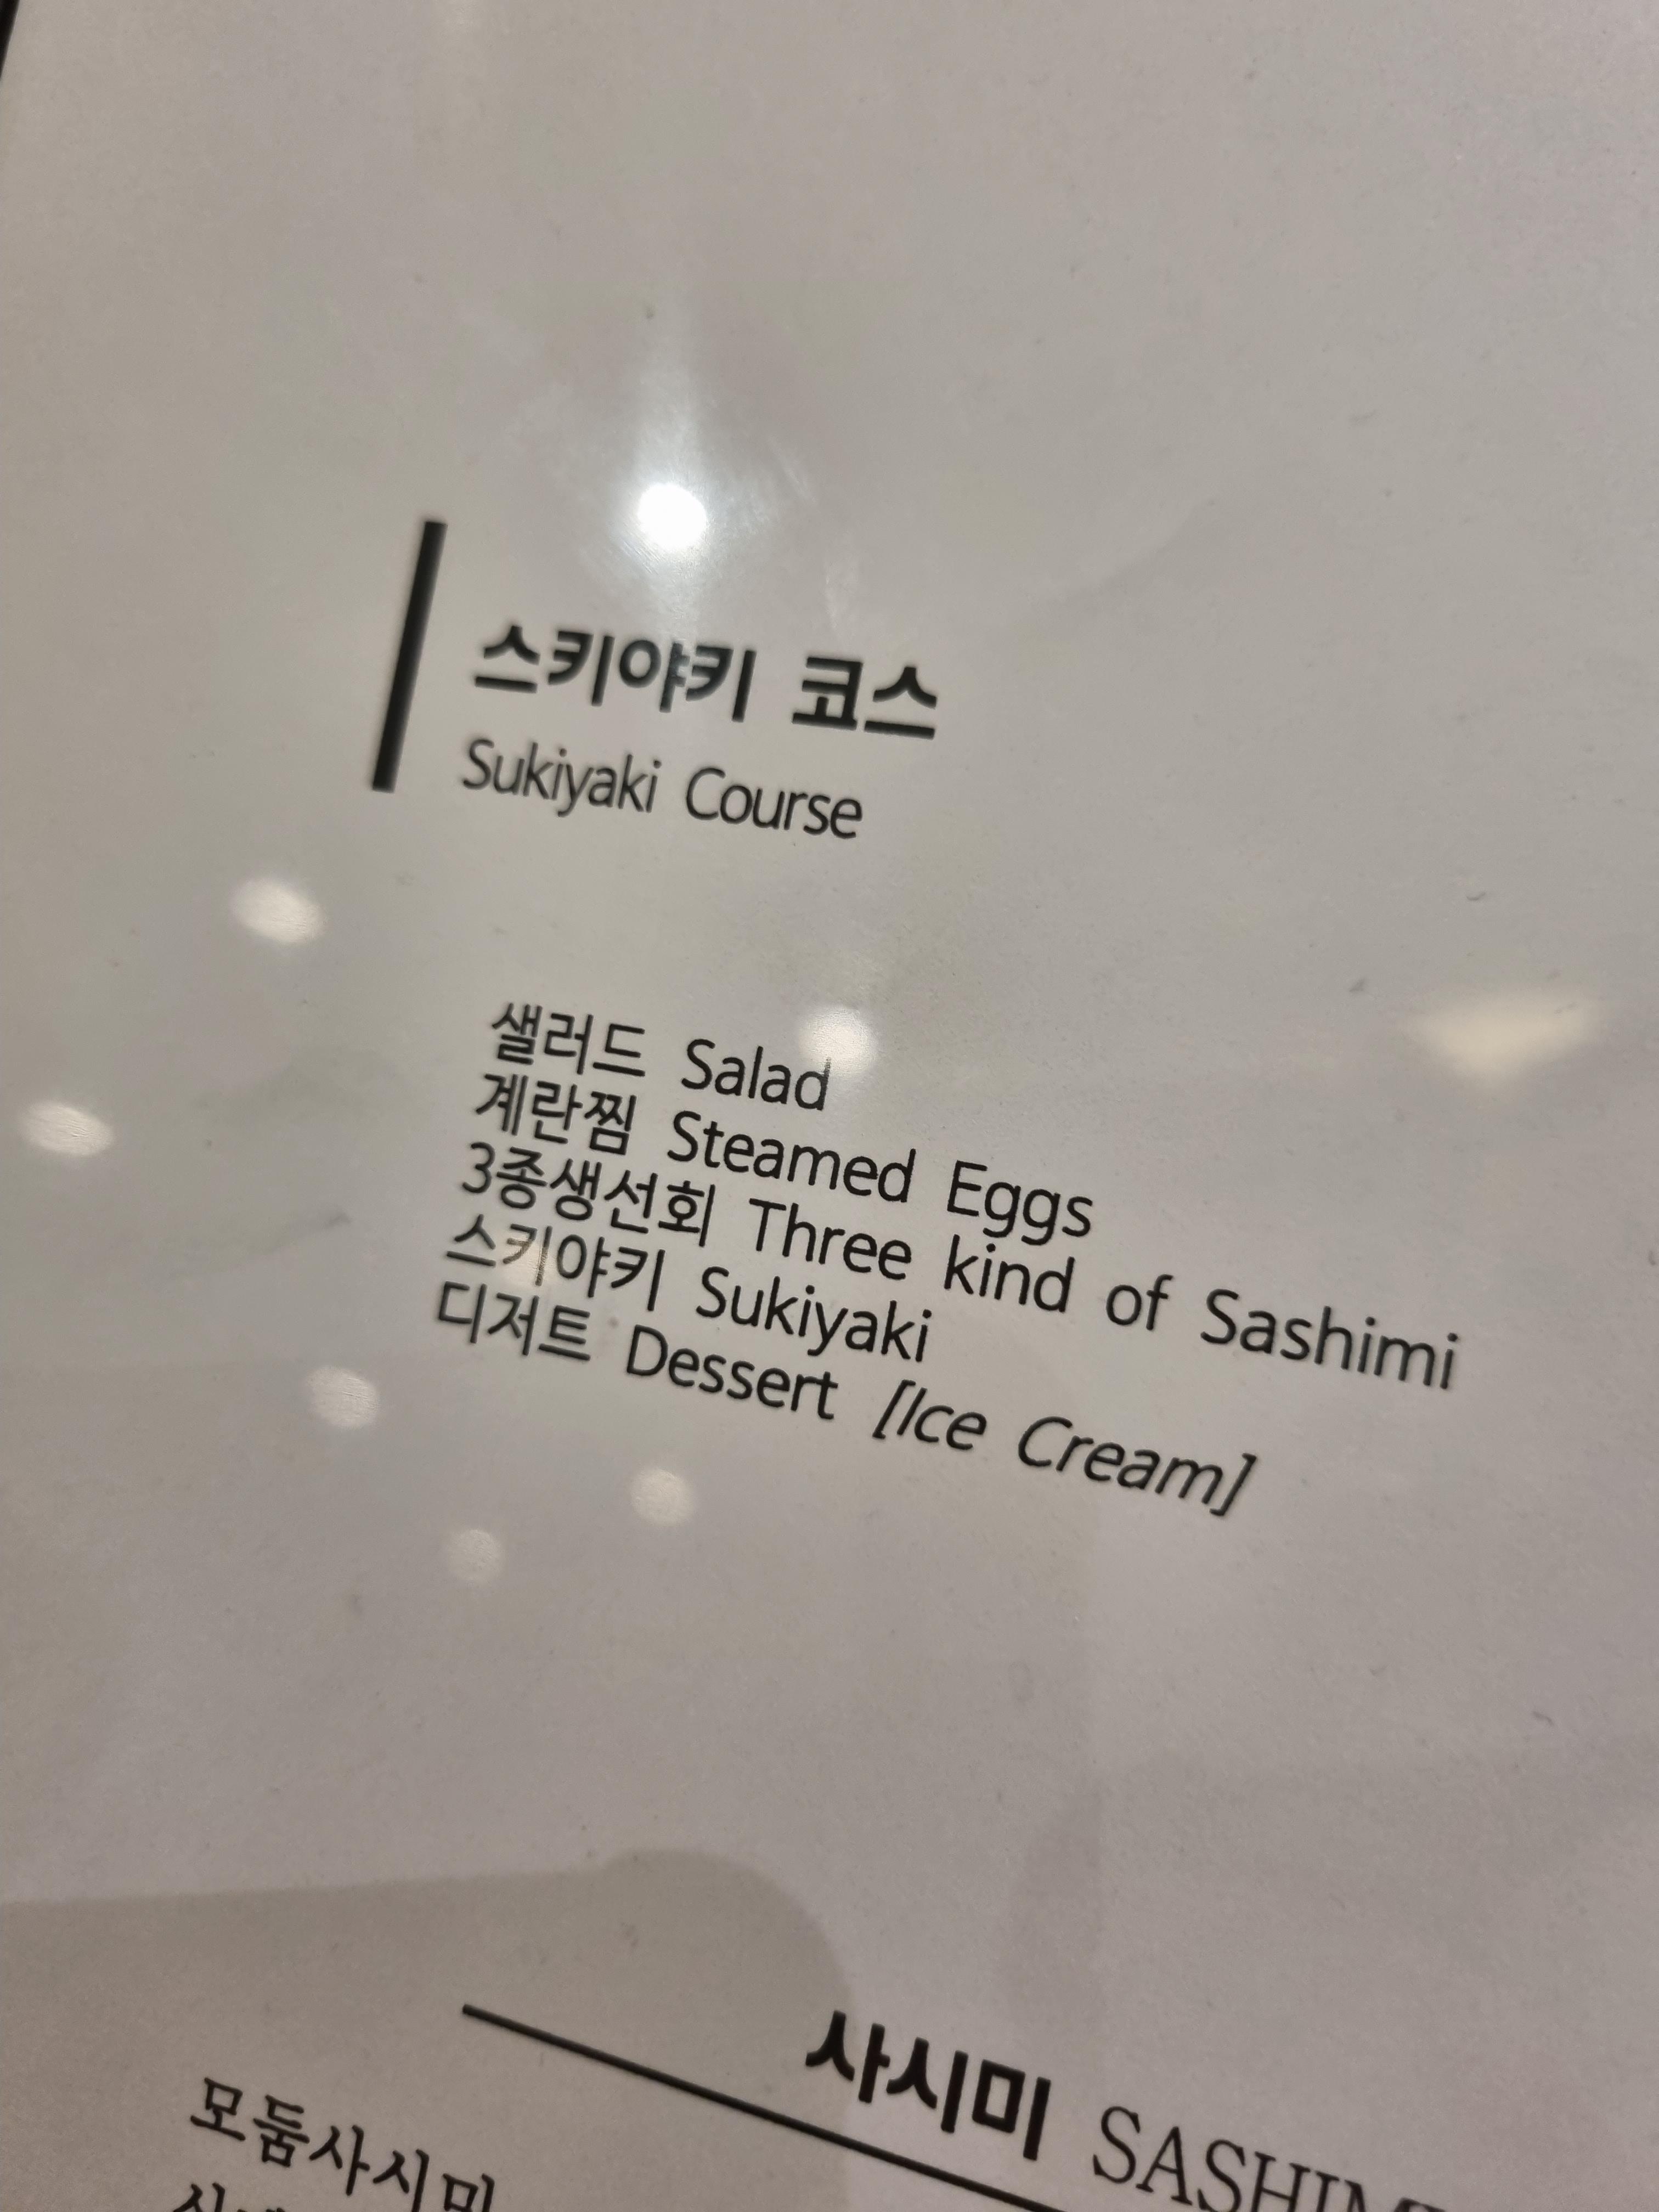 스키야키 코스
Sukiyaki Course
샐러드 Salad
계란찜 Steamed Eggs
3종생선회 Three kind of Sashimi
스키야키 Sukiyaki
디저트 Dessert [Ice Cream]
사시미
모둠사시미